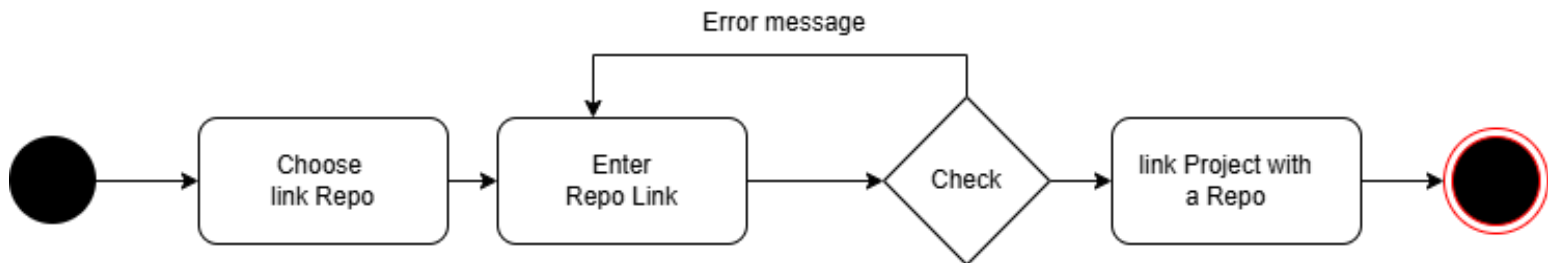 Error message
Choose
link Repo
Enter
Repo Link
Check
link Project with
a Repo